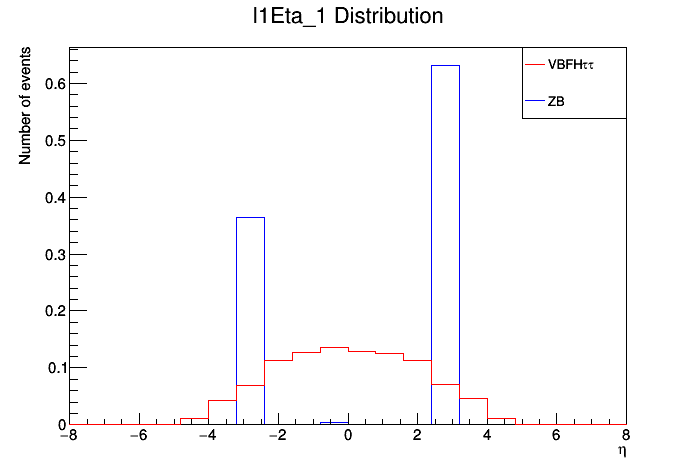 l1Eta_1 Distribution
Number of events
VBFHττ
ZB
0.6
0.5
0.4
0.3
0.2
0.1
0
−8 −6 −4 −2 0 2 4 6 8
η